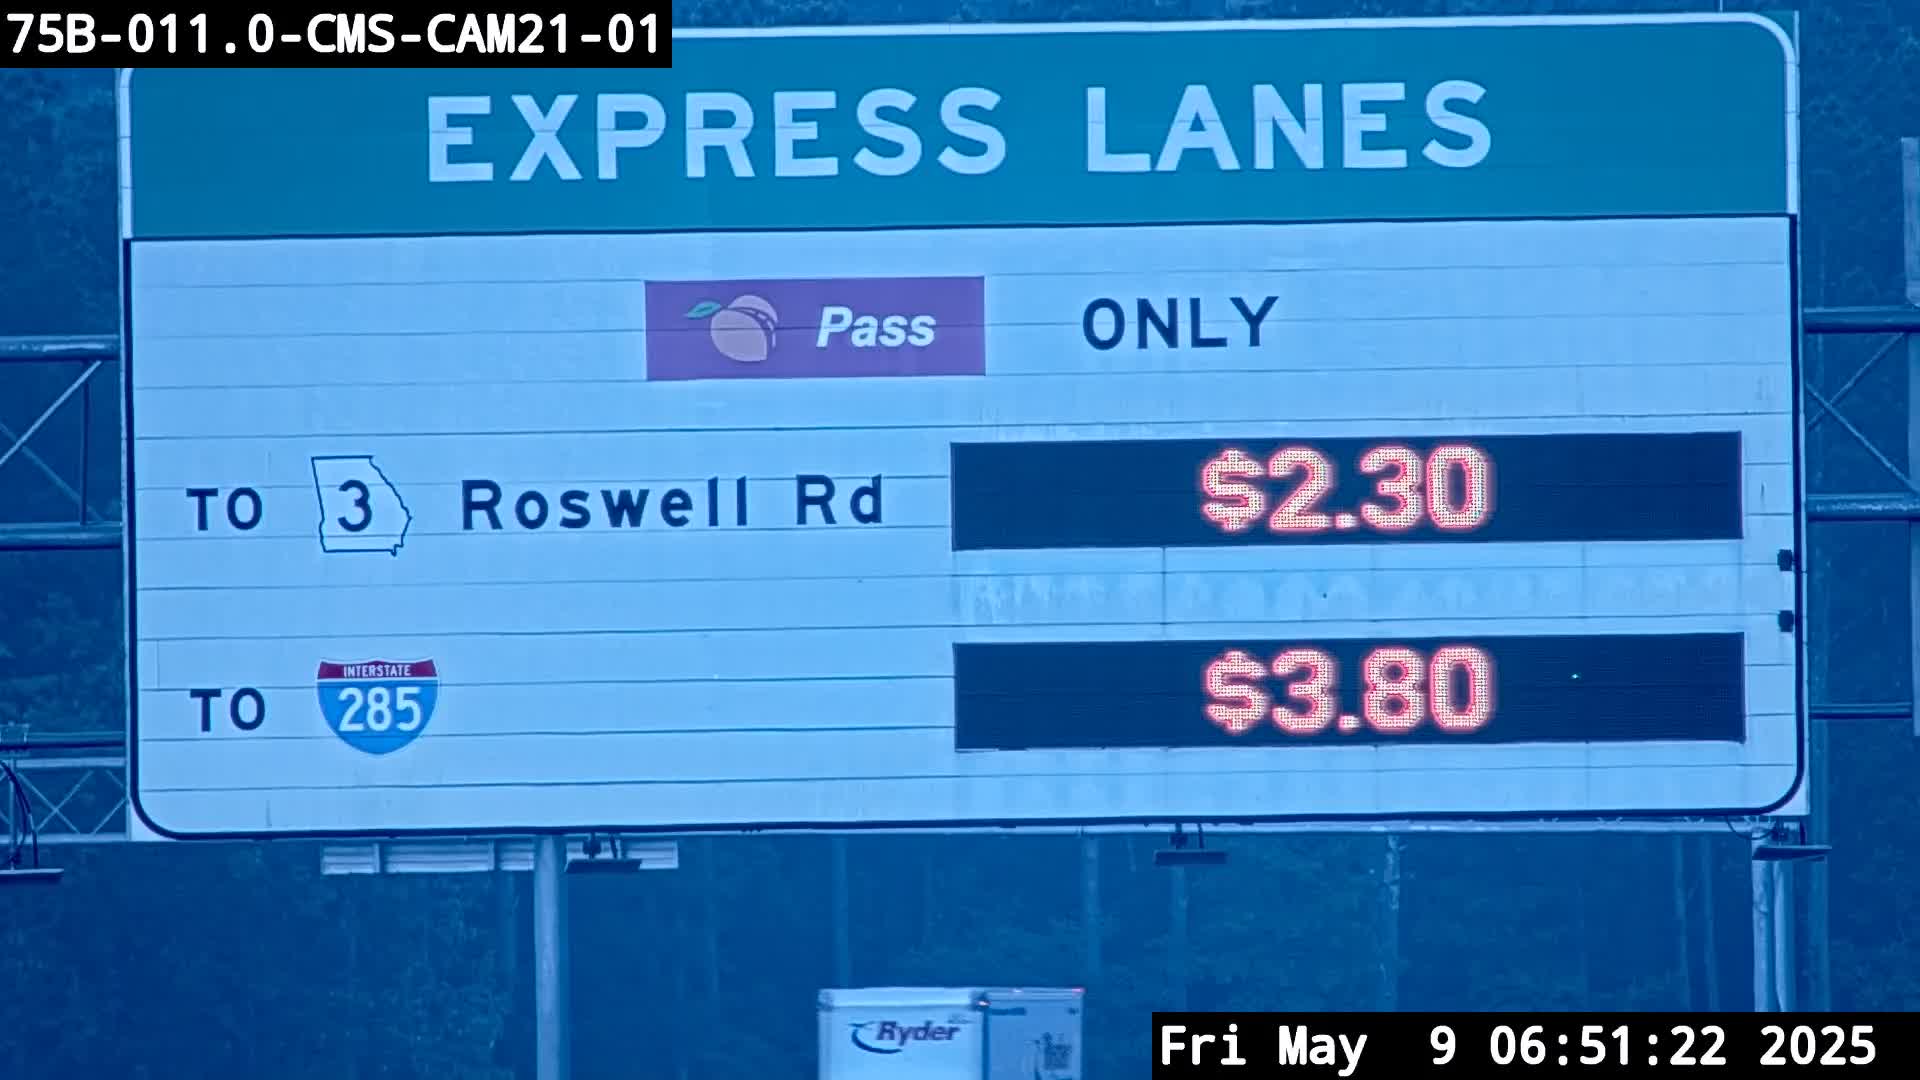 75B-011.0-CMS-CAM21-01
EXPRESS LANES
Pass ONLY
TO 3 Roswell Rd $2.30
INTERSTATE
TO 285 $3.80
Ryder
Fri May 9 06:51:22 2025